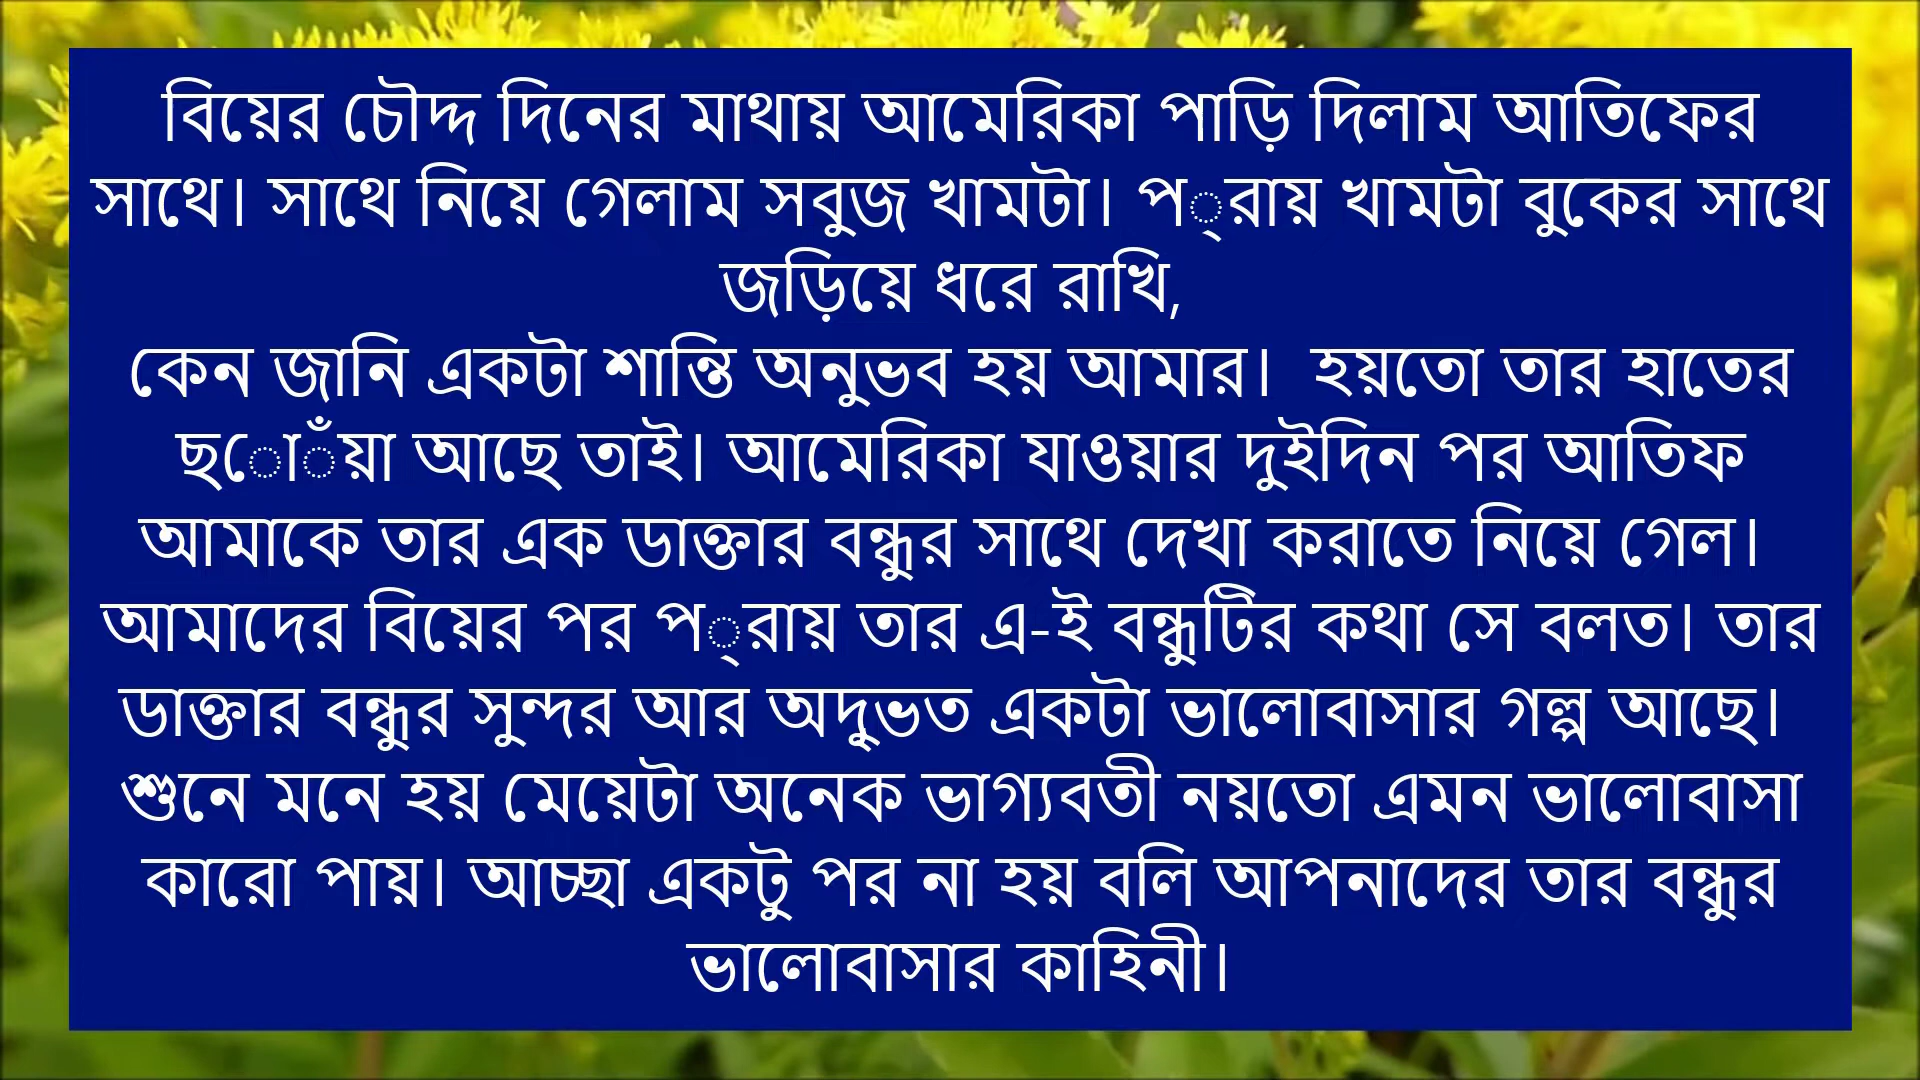 বিয়ের চৌদ্দ দিনের মাথায় আমেরিকা পাড়ি দিলাম আতিফের
সাথে। সাথে নিয়ে গেলাম সবুজ খামটা। প্রায় খামটা বুকের সাথে
জড়িয়ে ধরে রাখি,
কেন জানি একটা শান্তি অনুভব হয় আমার। হয়তো তার হাতের
ছোঁয়া আছে তাই। আমেরিকা যাওয়ার দুইদিন পর আতিফ
আমাকে তার এক ডাক্তার বন্ধুর সাথে দেখা করাতে নিয়ে গেল।
আমাদের বিয়ের পর প্রায় তার এ-ই বন্ধুটির কথা সে বলত। তার
ডাক্তার বন্ধুর সুন্দর আর অদ্ভুত একটা ভালোবাসার গল্প আছে।
শুনে মনে হয় মেয়েটা অনেক ভাগ্যবতী নয়তো এমন ভালোবাসা
কারো পায়। আচ্ছা একটু পর না হয় বলি আপনাদের তার বন্ধুর
ভালোবাসার কাহিনী।